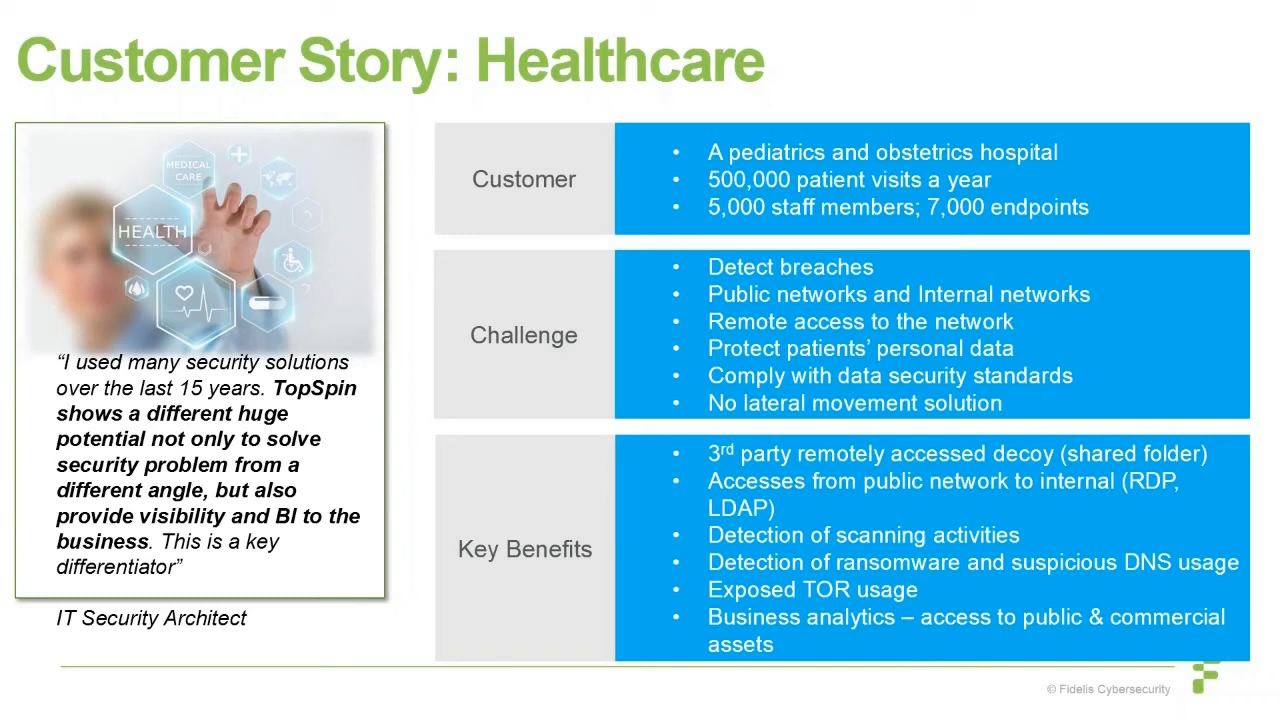 Customer Story: Healthcare
MEDICAL
CARE
HEALTH
“I used many security solutions
over the last 15 years. TopSpin
shows a different huge
potential not only to solve
security problem from a
different angle, but also
provide visibility and BI to the
business. This is a key
differentiator”
IT Security Architect
Customer
• A pediatrics and obstetrics hospital
• 500,000 patient visits a year
• 5,000 staff members; 7,000 endpoints
Challenge
• Detect breaches
• Public networks and Internal networks
• Remote access to the network
• Protect patients’ personal data
• Comply with data security standards
• No lateral movement solution
Key Benefits
• 3rd party remotely accessed decoy (shared folder)
• Accesses from public network to internal (RDP,
LDAP)
• Detection of scanning activities
• Detection of ransomware and suspicious DNS usage
• Exposed TOR usage
• Business analytics – access to public & commercial
assets
© Fidelis Cybersecurity